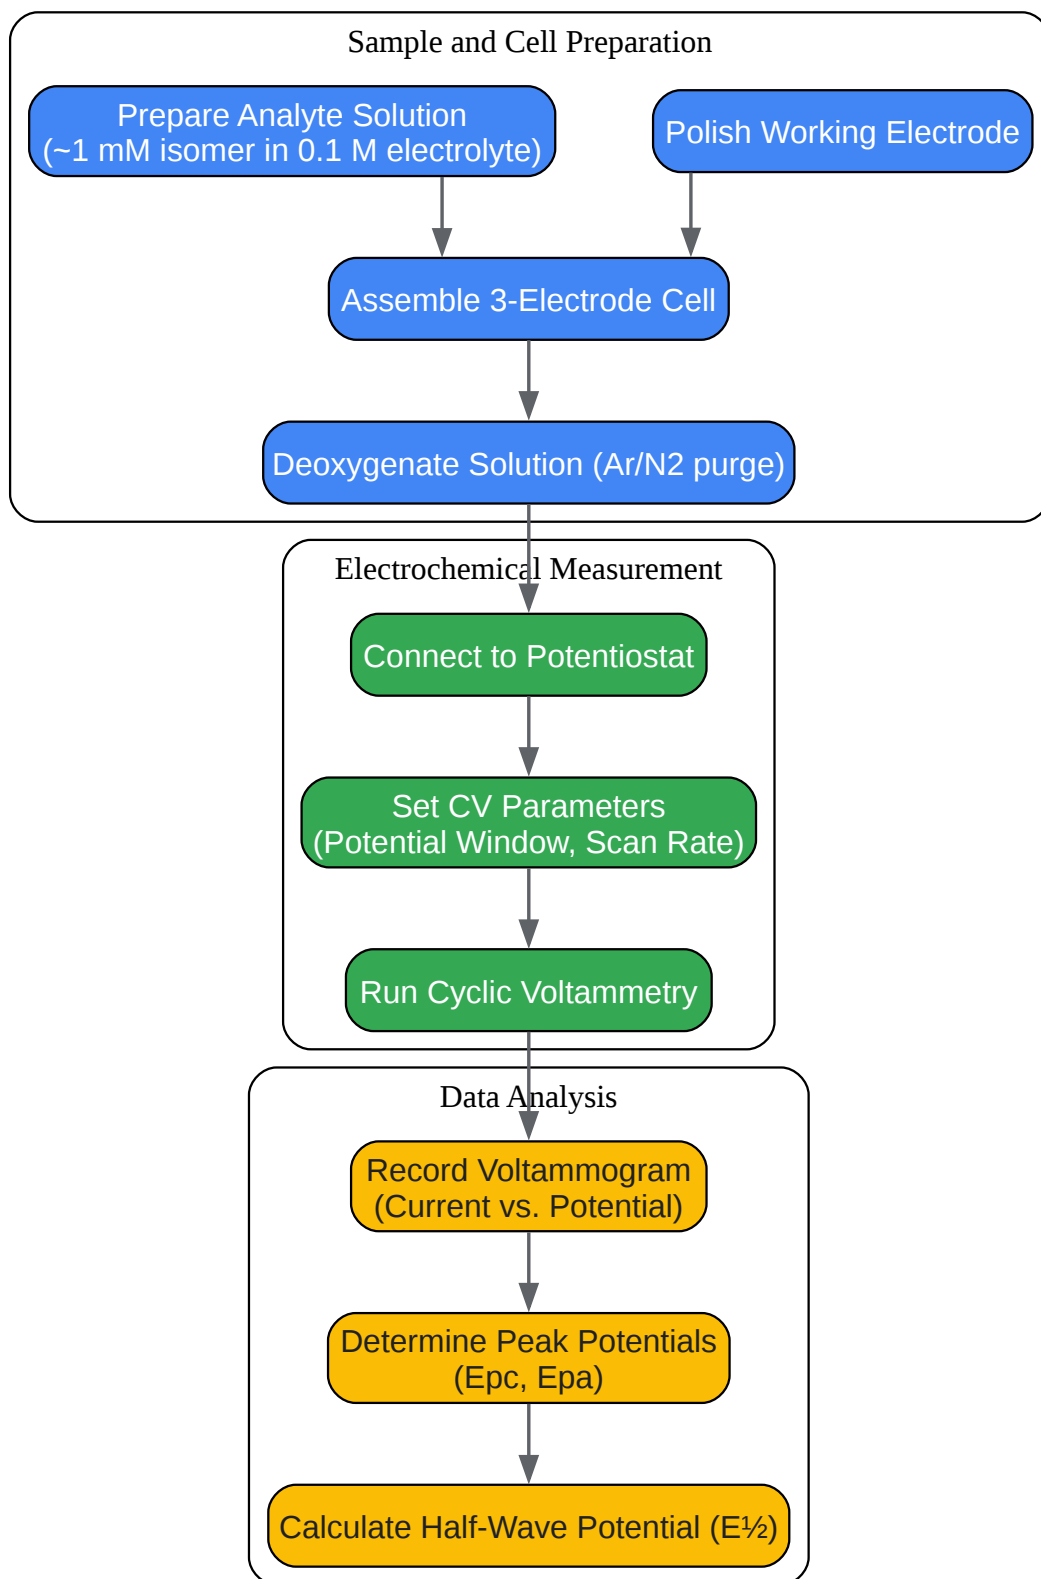 Sample and Cell Preparation
Prepare Analyte Solution
(~1 mM isomer in 0.1 M electrolyte)
Polish Working Electrode
Assemble 3-Electrode Cell
Deoxygenate Solution (Ar/N2 purge)
Electrochemical Measurement
Connect to Potentiostat
Set CV Parameters
(Potential Window, Scan Rate)
Run Cyclic Voltammetry
Data Analysis
Record Voltammogram
(Current vs. Potential)
Determine Peak Potentials
(Epc, Epa)
Calculate Half-Wave Potential (E½)